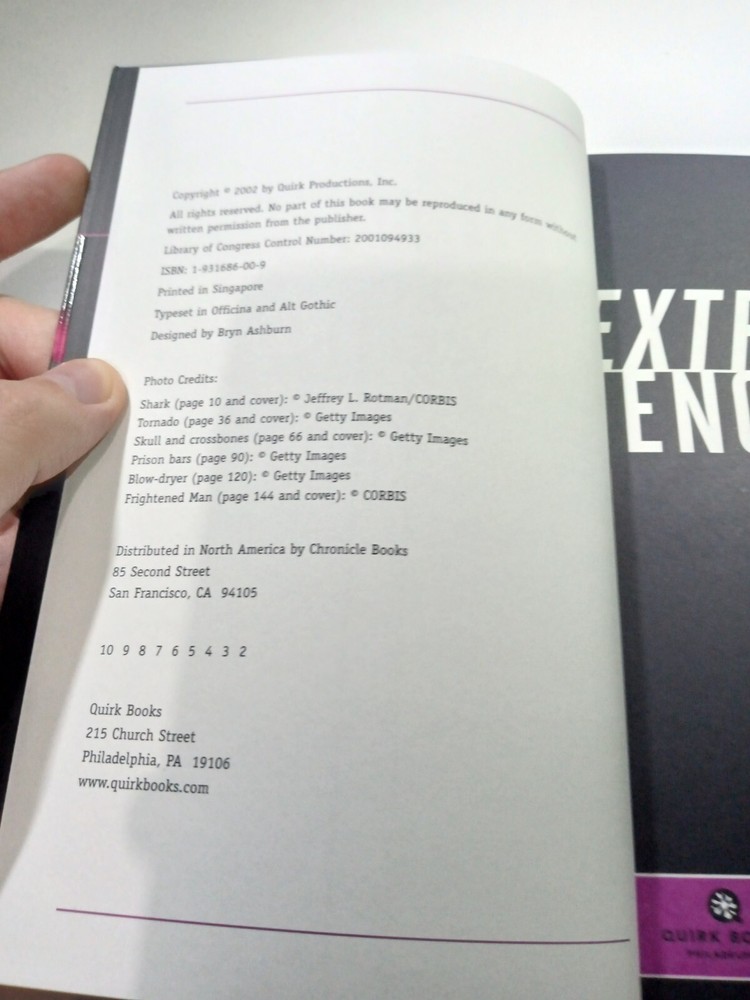 Copyright © 2002 by Quirk Productions, Inc.
All rights reserved. No part of this book may be reproduced in any form without
written permission from the publisher.
Library of Congress Control Number: 2001094933
ISBN: 1-931686-00-9
Printed in Singapore
Typeset in Officina and Alt Gothic
Designed by Bryn Ashburn
Photo Credits:
Shark (page 10 and cover): © Jeffrey L. Rotman/CORBIS
Tornado (page 36 and cover): © Getty Images
Skull and crossbones (page 66 and cover): © Getty Images
Prison bars (page 90): © Getty Images
Blow-dryer (page 120): © Getty Images
Frightened Man (page 144 and cover): © CORBIS
Distributed in North America by Chronicle Books
85 Second Street
San Francisco, CA 94105
10 9 8 7 6 5 4 3 2
Quirk Books
215 Church Street
Philadelphia, PA 19106
www.quirkbooks.com
EXT
ENC
QUIRK BO